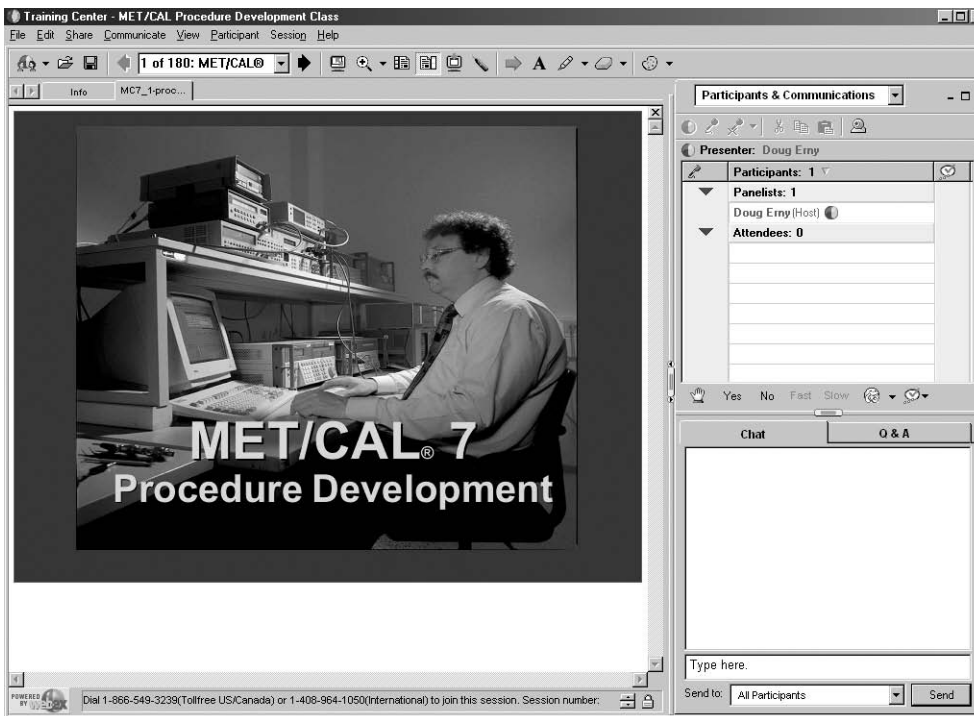 Training Center - MET/CAL Procedure Development Class
File Edit Share Communicate View Participant Session Help
1 of 180: MET/CAL®
A
Info MC7_1-proc...
MET/CAL® 7
Procedure Development
Participants & Communications
Presenter: Doug Erny
Participants: 1
Panelists: 1
Doug Erny (Host)
Attendees: 0
Yes No Fast Slow
Chat Q & A
Type here.
Send to: All Participants Send
POWERED BY webex
Dial 1-866-549-3239(Tollfree US/Canada) or 1-408-964-1050(International) to join this session. Session number: